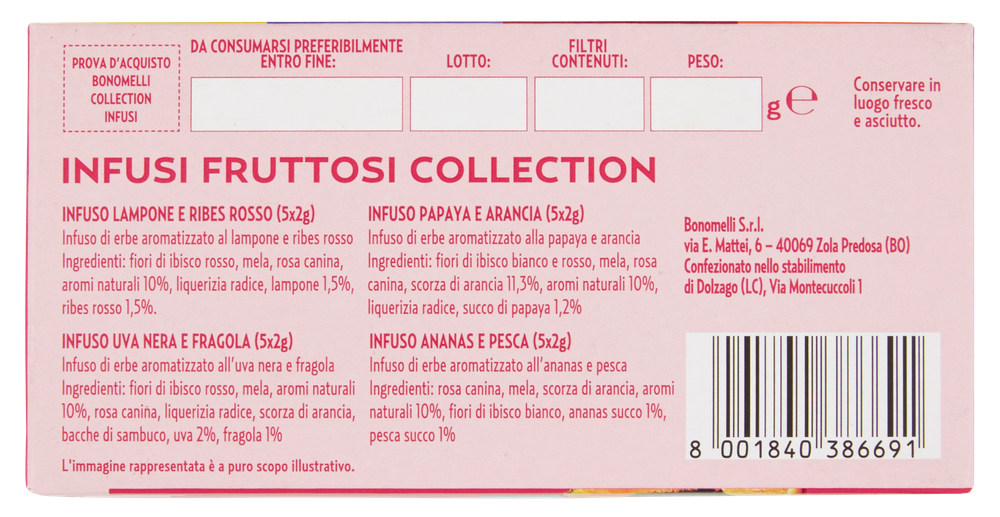 PROVA D'ACQUISTO
BONOMELLI
COLLECTION
INFUSI
DA CONSUMARSI PREFERIBILMENTE
ENTRO FINE:
LOTTO:
FILTRI
CONTENUTI:
PESO:
g ℮
Conservare in
luogo fresco
e asciutto.
INFUSI FRUTTOSI COLLECTION
INFUSO LAMPONE E RIBES ROSSO (5x2g)
Infuso di erbe aromatizzato al lampone e ribes rosso
Ingredienti: fiori di ibisco rosso, mela, rosa canina,
aromi naturali 10%, liquerizia radice, lampone 1,5%,
ribes rosso 1,5%.
INFUSO UVA NERA E FRAGOLA (5x2g)
Infuso di erbe aromatizzato all'uva nera e fragola
Ingredienti: fiori di ibisco rosso, mela, aromi naturali
10%, rosa canina, liquerizia radice, scorza di arancia,
bacche di sambuco, uva 2%, fragola 1%
L'immagine rappresentata è a puro scopo illustrativo.
INFUSO PAPAYA E ARANCIA (5x2g)
Infuso di erbe aromatizzato alla papaya e arancia
Ingredienti: fiori di ibisco bianco e rosso, mela, rosa
canina, scorza di arancia 11,3%, aromi naturali 10%,
liquerizia radice, succo di papaya 1,2%
INFUSO ANANAS E PESCA (5x2g)
Infuso di erbe aromatizzato all'ananas e pesca
Ingredienti: rosa canina, mela, scorza di arancia, aromi
naturali 10%, fiori di ibisco bianco, ananas succo 1%,
pesca succo 1%
Bonomelli S.r.l.
via E. Mattei, 6 – 40069 Zola Predosa (BO)
Confezionato nello stabilimento
di Dolzago (LC), Via Montecuccoli 1
8 001840 386691